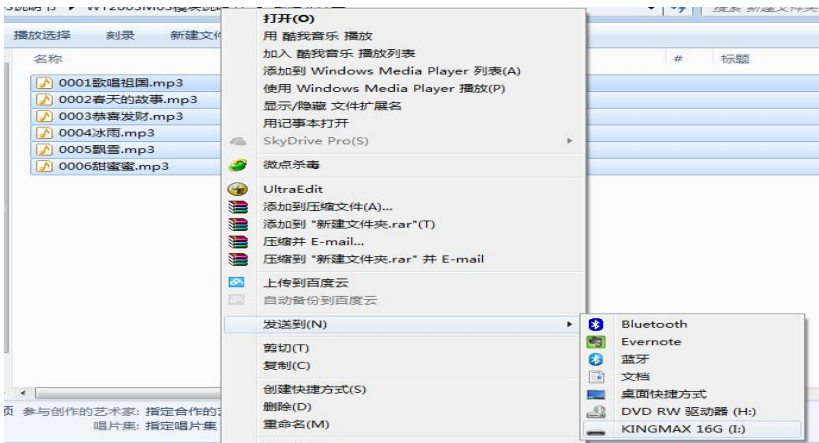 播放选择 刻录 新建文件
名称
# 标题
0001歌唱祖国.mp3
0002春天的故事.mp3
0003恭喜发财.mp3
0004冰雨.mp3
0005飘雪.mp3
0006甜蜜蜜.mp3
打开(O)
用 酷我音乐 播放
加入 酷我音乐 播放列表
添加到 Windows Media Player 列表(A)
使用 Windows Media Player 播放(P)
显示/隐藏 文件扩展名
用记事本打开
SkyDrive Pro(S)
微点杀毒
UltraEdit
添加到压缩文件(A)...
添加到 "新建文件夹.rar"(T)
压缩并 E-mail...
压缩到 "新建文件夹.rar" 并 E-mail
上传到百度云
自动备份到百度云
发送到(N)
剪切(T)
复制(C)
创建快捷方式(S)
删除(D)
重命名(M)
Bluetooth
Evernote
蓝牙
文档
桌面快捷方式
DVD RW 驱动器 (H:)
KINGMAX 16G (I:)
页 参与创作的艺术家: 指定合作的
唱片集: 指定唱片集